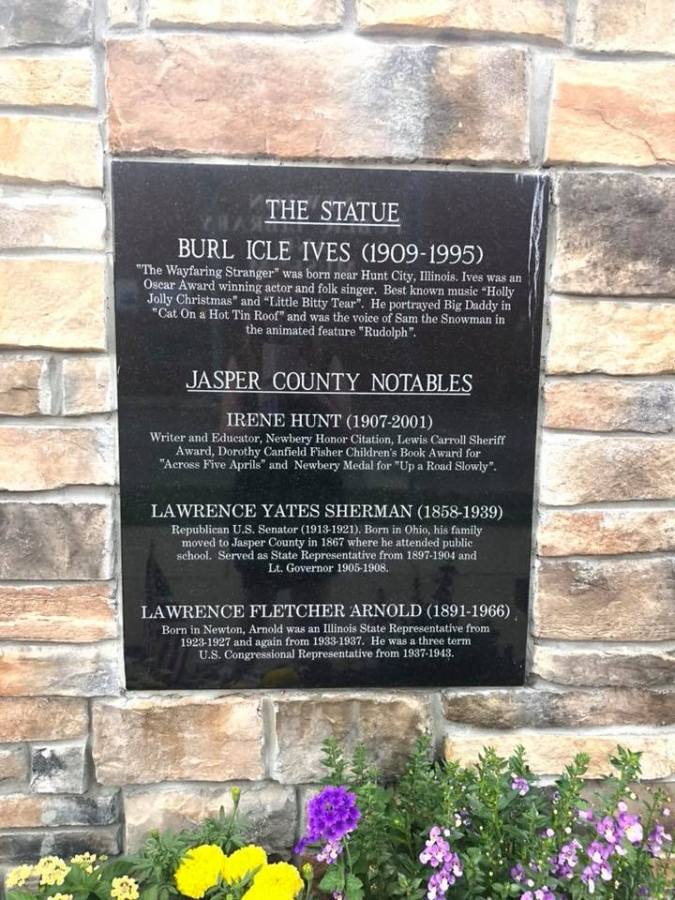 THE STATUE
BURL ICLE IVES (1909-1995)
"The Wayfaring Stranger" was born near Hunt City, Illinois. Ives was an
Oscar Award winning actor and folk singer. Best known music "Holly
Jolly Christmas" and "Little Bitty Tear". He portrayed Big Daddy in
"Cat On a Hot Tin Roof" and was the voice of Sam the Snowman in
the animated feature "Rudolph".
JASPER COUNTY NOTABLES
IRENE HUNT (1907-2001)
Writer and Educator, Newbery Honor Citation, Lewis Carroll Sheriff
Award, Dorothy Canfield Fisher Children's Book Award for
"Across Five Aprils" and Newbery Medal for "Up a Road Slowly".
LAWRENCE YATES SHERMAN (1858-1939)
Republican U.S. Senator (1913-1921). Born in Ohio, his family
moved to Jasper County in 1867 where he attended public
school. Served as State Representative from 1897-1904 and
Lt. Governor 1905-1908.
LAWRENCE FLETCHER ARNOLD (1891-1966)
Born in Newton, Arnold was an Illinois State Representative from
1923-1927 and again from 1933-1937. He was a three term
U.S. Congressional Representative from 1937-1943.